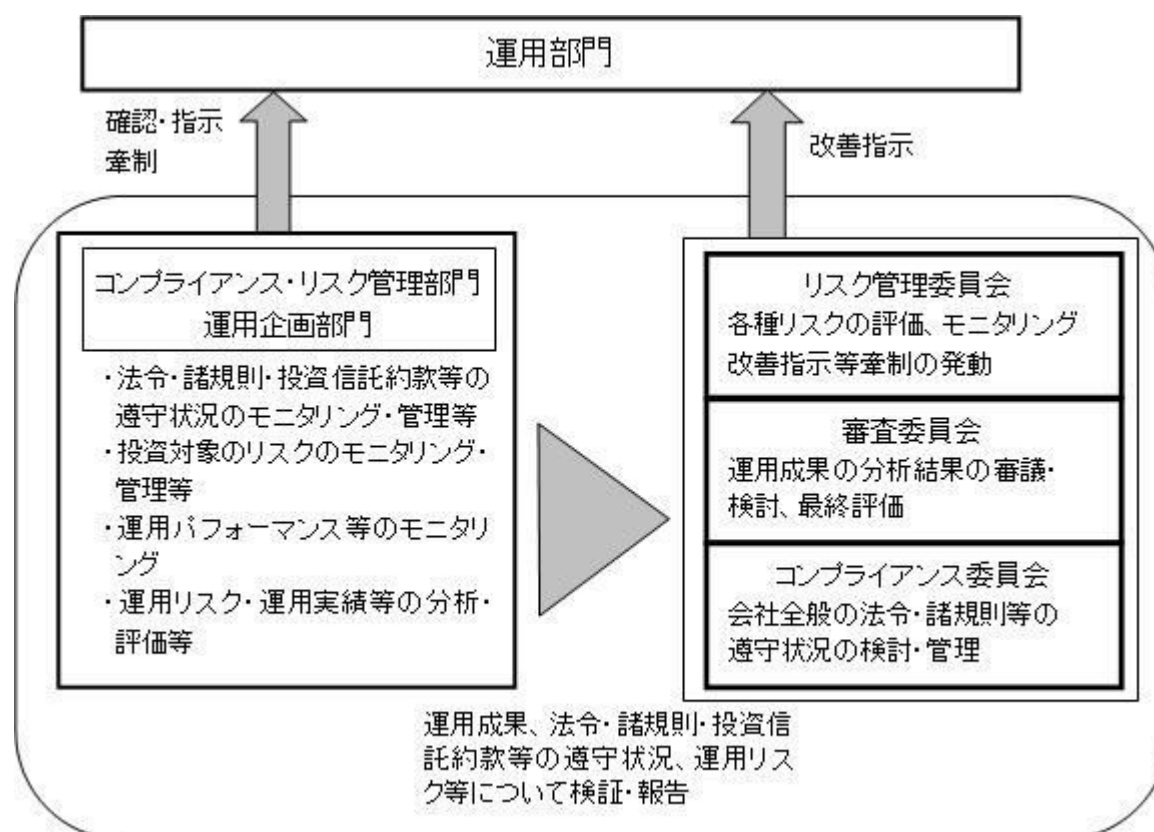 運用部門
確認・指示
牽制
改善指示
コンプライアンス・リスク管理部門
運用企画部門
・法令・諸規則・投資信託約款等の
遵守状況のモニタリング・管理等
・投資対象のリスクのモニタリング・
管理等
・運用パフォーマンス等のモニタリ
ング
・運用リスク・運用実績等の分析・
評価等
リスク管理委員会
各種リスクの評価、モニタリング
改善指示等牽制の発動
審査委員会
運用成果の分析結果の審議・
検討、最終評価
コンプライアンス委員会
会社全般の法令・諸規則等の
遵守状況の検討・管理
運用成果、法令・諸規則・投資信
託約款等の遵守状況、運用リス
ク等について検証・報告